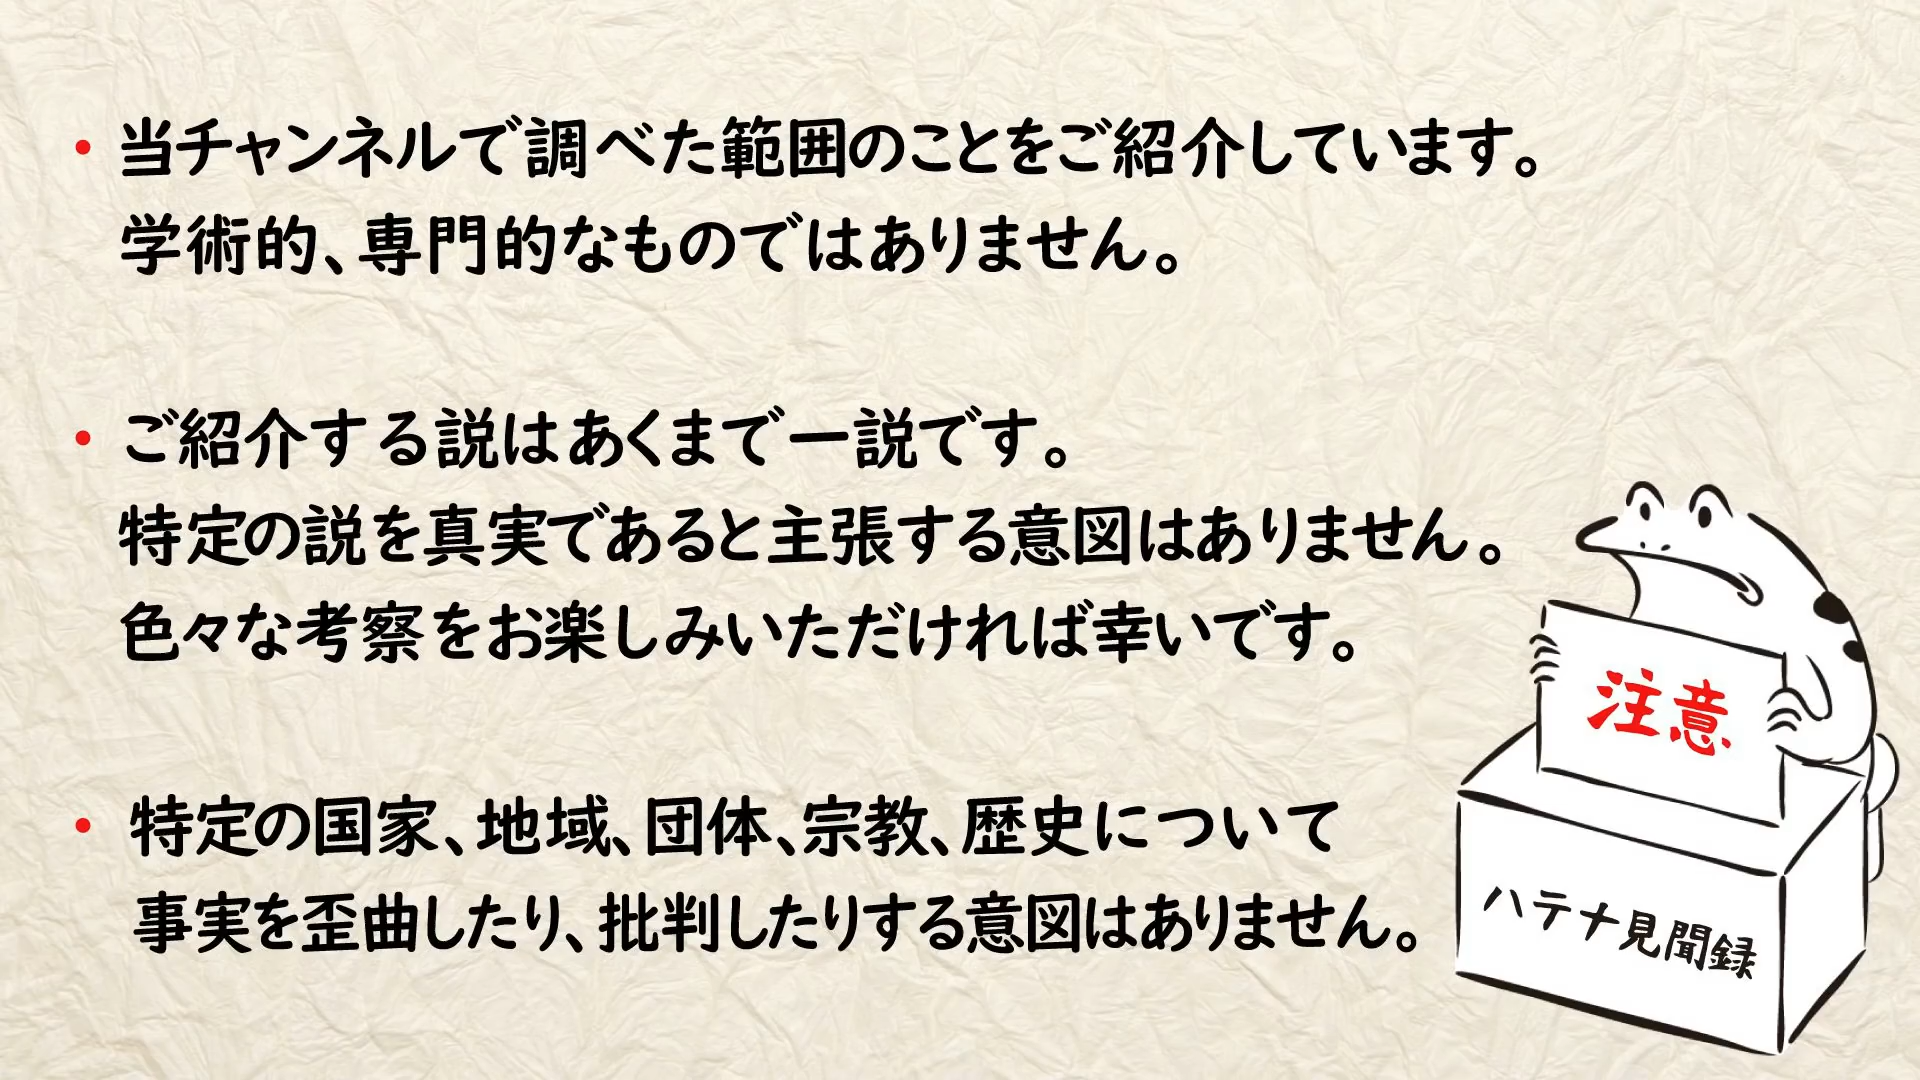 ・当チャンネルで調べた範囲のことをご紹介しています。
学術的、専門的なものではありません。
・ご紹介する説はあくまで一説です。
特定の説を真実であると主張する意図はありません。
色々な考察をお楽しみいただければ幸いです。
・特定の国家、地域、団体、宗教、歴史について
事実を歪曲したり、批判したりする意図はありません。
注意
ハテナ見聞録